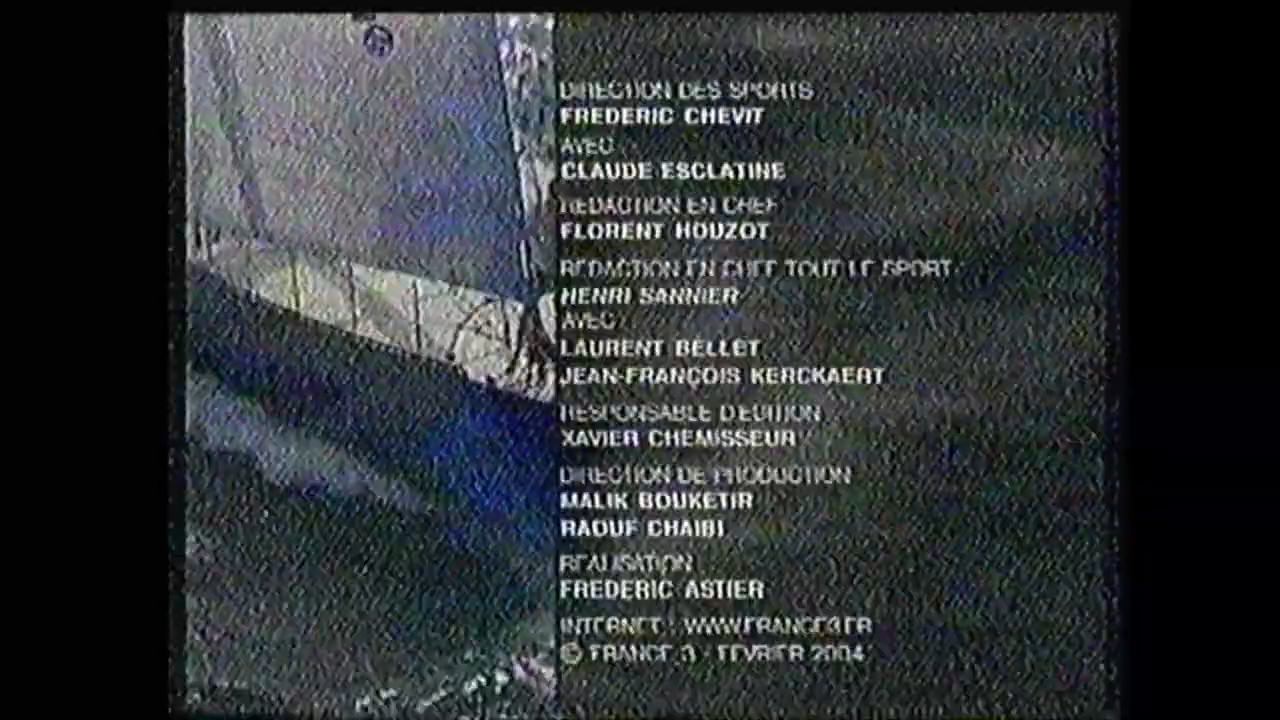 DIRECTION DES SPORTS
FREDERIC CHEVIT
AVEC
CLAUDE ESCLATINE
REDACTION EN CHEF
FLORENT HOUZOT
REDACTION EN CHEF TOUT LE SPORT
HENRI SANNIER
AVEC
LAURENT BELLET
JEAN-FRANÇOIS KERCKAERT
RESPONSABLE D'EDITION
XAVIER CHEMISSEUR
DIRECTION DE PRODUCTION
MALIK BOUKETIR
RAOUF CHAIBI
REALISATION
FREDERIC ASTIER
INTERNET : WWW.FRANCE3.FR
© FRANCE 3 - FEVRIER 2004